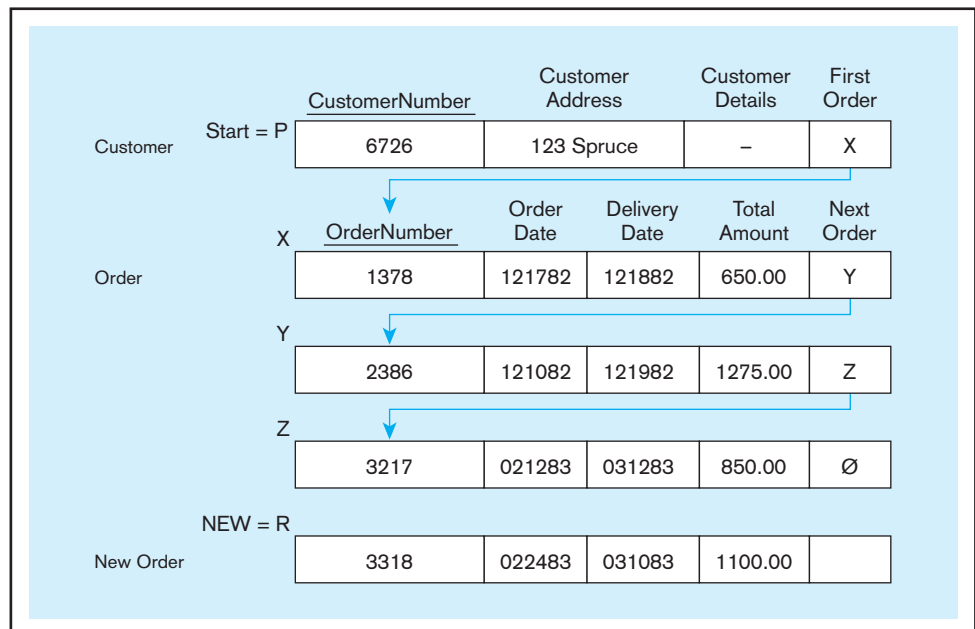 CustomerNumber Customer Address Customer Details First Order
Customer Start = P 6726 123 Spruce – X
X OrderNumber Order Date Delivery Date Total Amount Next Order
Order 1378 121782 121882 650.00 Y
Y
2386 121082 121982 1275.00 Z
Z
3217 021283 031283 850.00 Ø
NEW = R
New Order 3318 022483 031083 1100.00